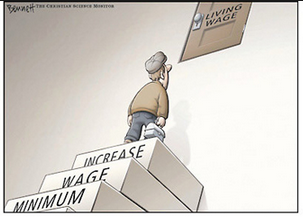 BENNETT THE CHRISTIAN SCIENCE MONITOR
LIVING
WAGE
INCREASE
WAGE
MINIMUM